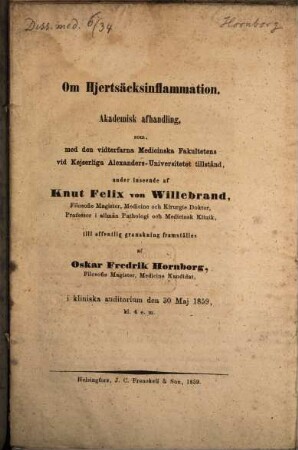 Diss. med. 6/34
Hornborg
Om Hjertsäcksinflammation.
Akademisk afhandling,
som,
med den vidterfarna Medicinska Fakultetens
vid Kejserliga Alexanders-Universitetet tillstånd,
under inseende af
Knut Felix von Willebrand,
Filosofie Magister, Medicine och Kirurgie Doktor,
Professor i allmän Pathologi och Medicinsk Klinik,
till offentlig granskning framställes
af
Oskar Fredrik Hornborg,
Filosofie Magister, Medicine Kandidat,
i kliniska auditorium den 30 Maj 1859,
kl. 4 e. m.
Helsingfors, J. C. Frenckell & Son, 1859.